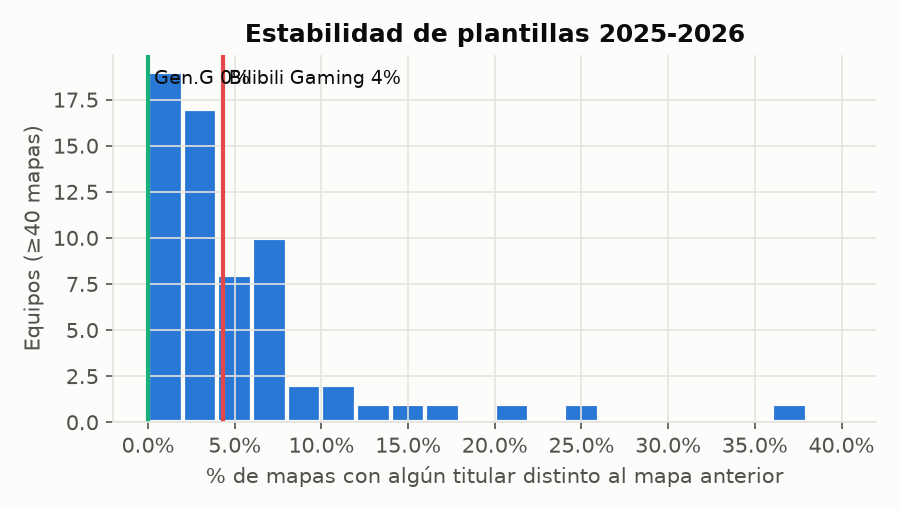 Estabilidad de plantillas 2025-2026
Gen.G 0%
Bilibili Gaming 4%
Equipos (≥40 mapas)
17.5
15.0
12.5
10.0
7.5
5.0
2.5
0.0
0.0% 5.0% 10.0% 15.0% 20.0% 25.0% 30.0% 35.0% 40.0%
% de mapas con algún titular distinto al mapa anterior